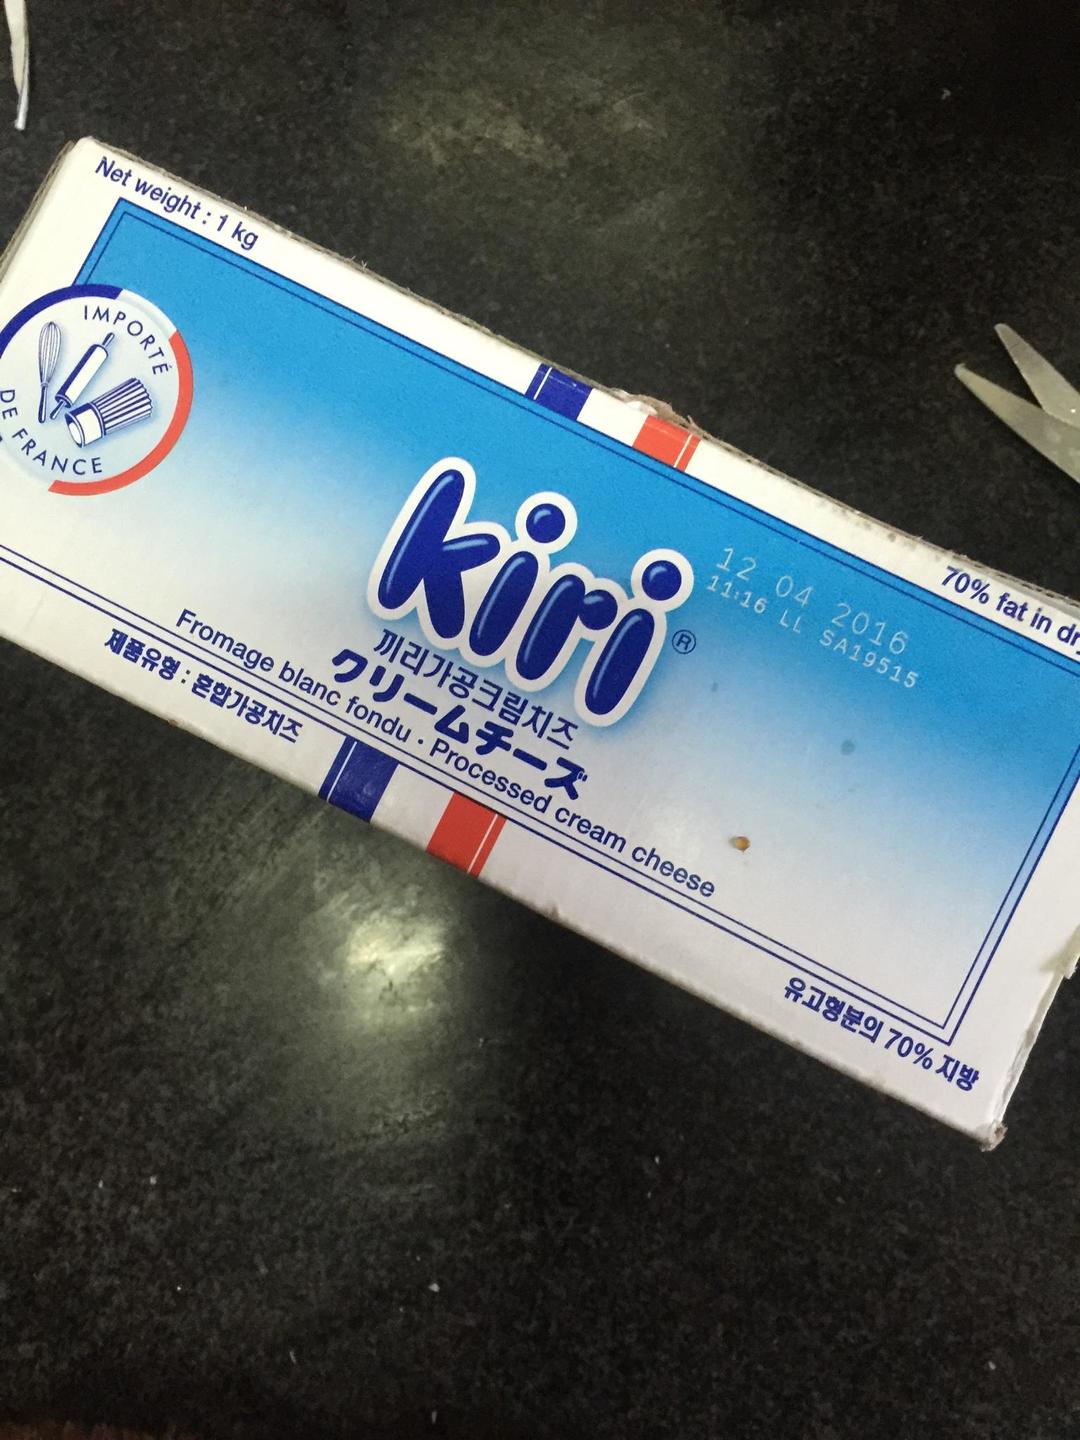 Net weight : 1 kg
IMPORTÉ
DE FRANCE
70% fat in
kiri®
12 04 2016
11:16 LL SA19515
끼리가공크림치즈
クリームチーズ
Fromage blanc fondu · Processed cream cheese
제품유형 : 혼합가공치즈
유고형분의 70% 지방